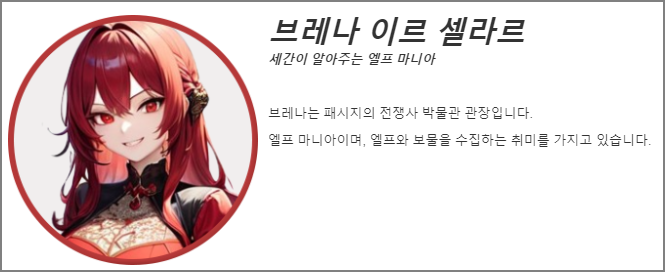 브레나 이르 셀라르
세간이 알아주는 엘프 마니아
브레나는 패시지의 전쟁사 박물관 관장입니다.
엘프 마니아이며, 엘프와 보물을 수집하는 취미를 가지고 있습니다.